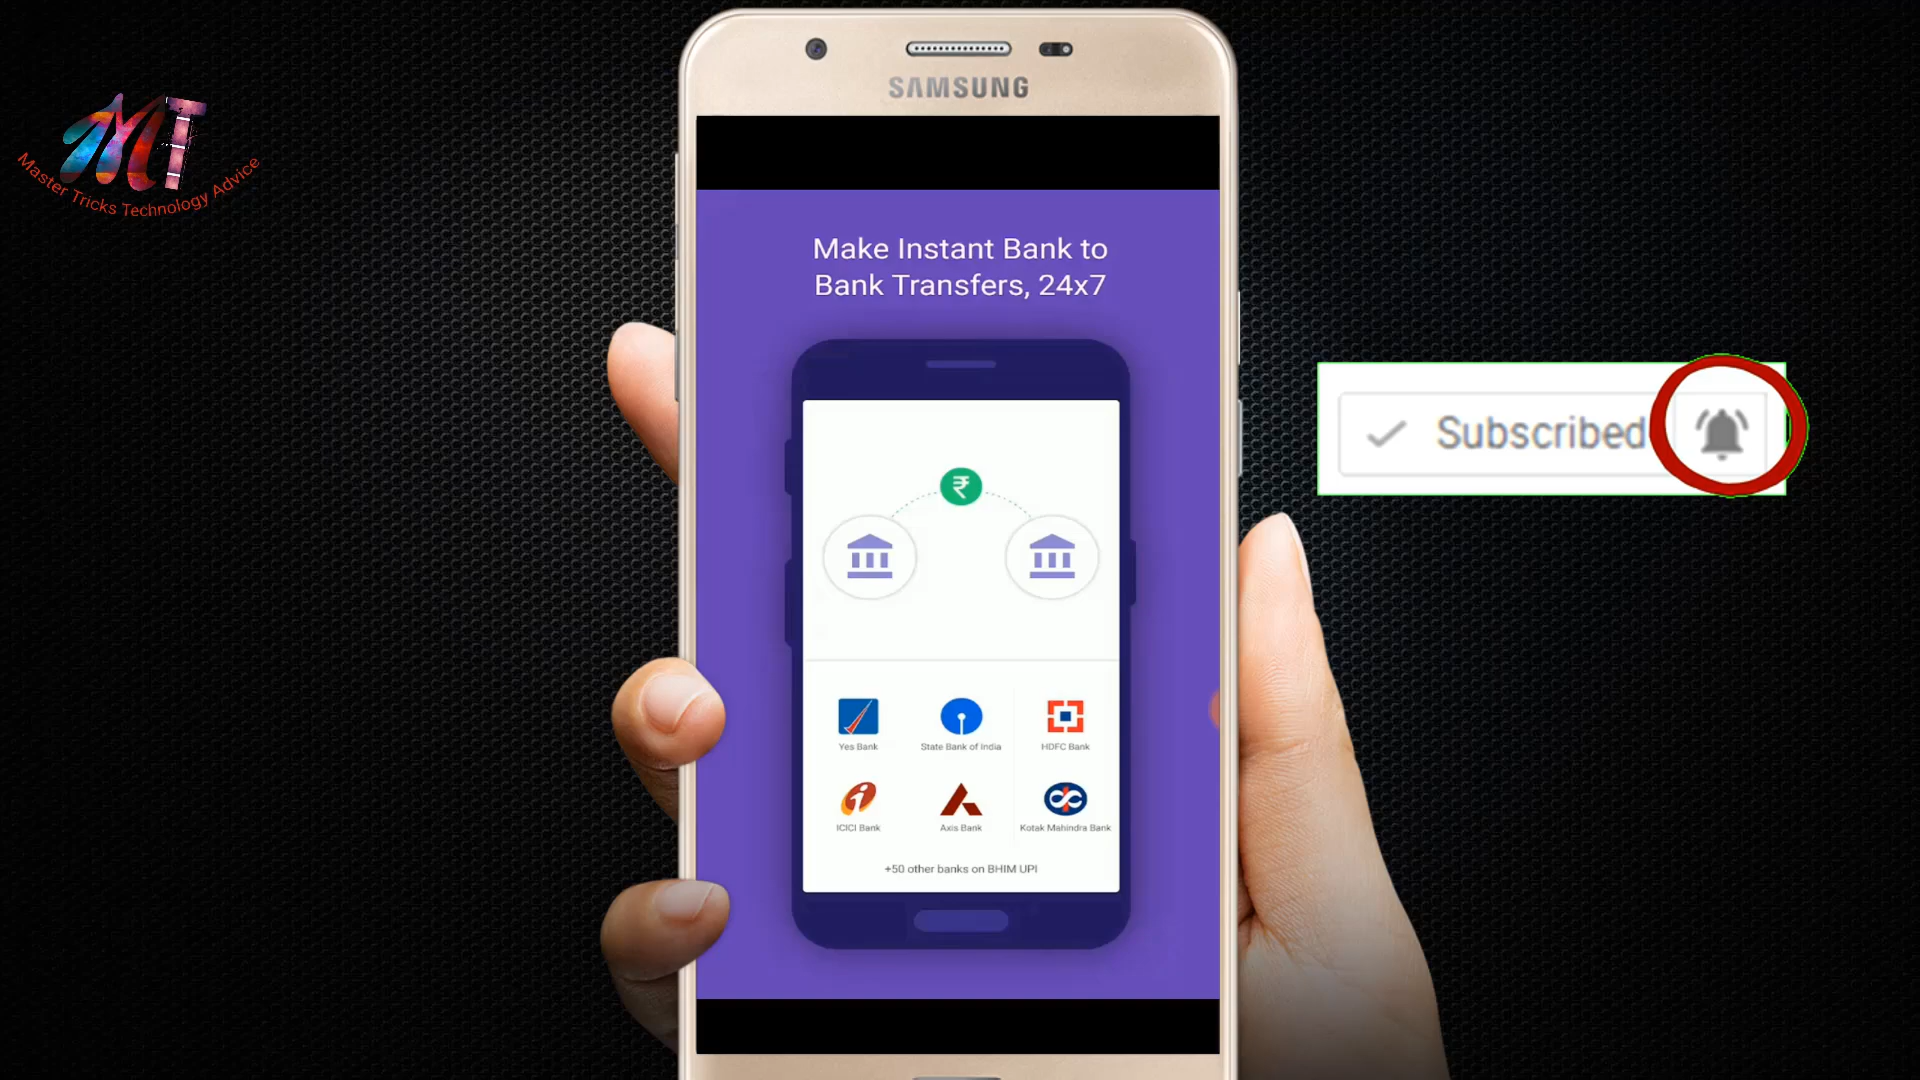 MT
Master Tricks Technology Advice
SAMSUNG
Make Instant Bank to
Bank Transfers, 24x7
₹
Subscribed
Yes Bank
State Bank of India
HDFC Bank
ICICI Bank
Axis Bank
Kotak Mahindra Bank
+50 other banks on BHIM UPI